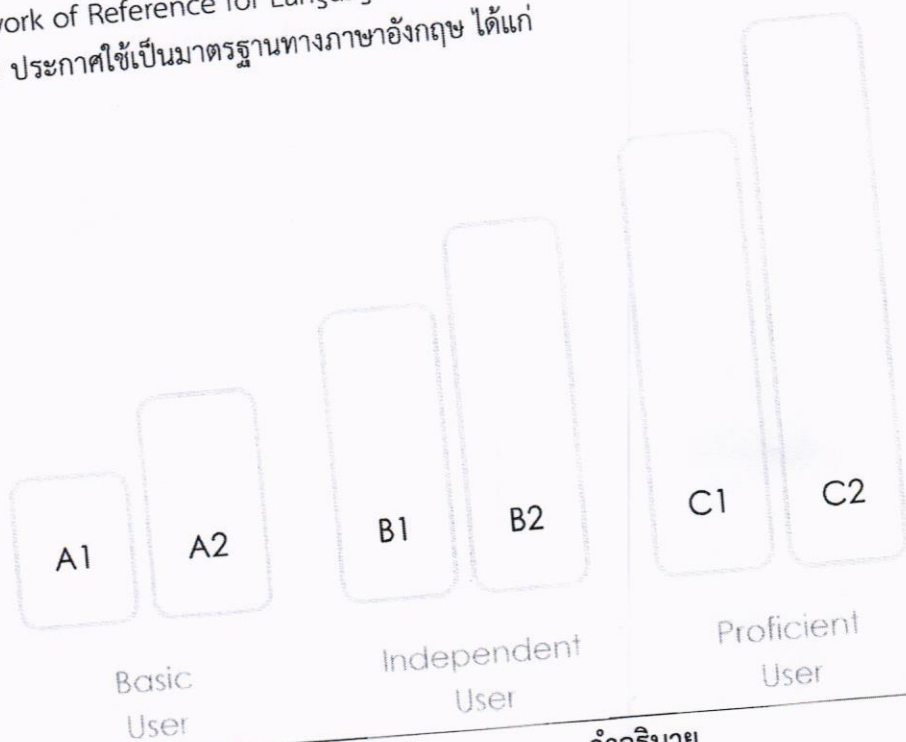 of Reference for
ประกาศใช้เป็นมาตรฐานทางภาษาอังกฤษ ได้แก่
A1 A2 B1 B2 C1 C2
Basic User
Independent User
Proficient User